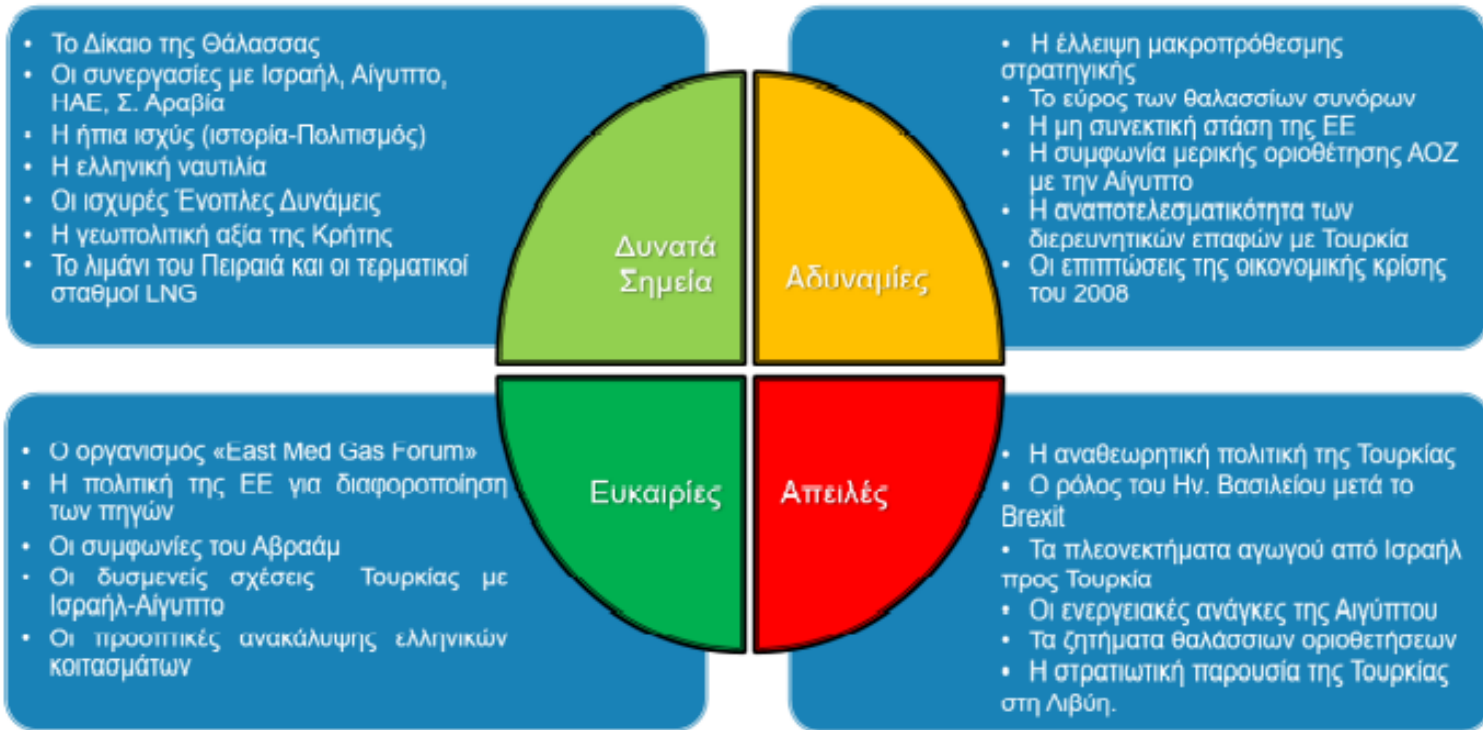 • Το Δίκαιο της Θάλασσας
• Οι συνεργασίες με Ισραήλ, Αίγυπτο,
ΗΑΕ, Σ. Αραβία
• Η ήπια ισχύς (ιστορία-Πολιτισμός)
• Η ελληνική ναυτιλία
• Οι ισχυρές Ένοπλες Δυνάμεις
• Η γεωπολιτική αξία της Κρήτης
• Το λιμάνι του Πειραιά και οι τερματικοί
σταθμοί LNG
Δυνατά
Σημεία
• Η έλλειψη μακροπρόθεσμης
στρατηγικής
• Το εύρος των θαλασσίων συνόρων
• Η μη συνεκτική στάση της ΕΕ
• Η συμφωνία μερικής οριοθέτησης ΑΟΖ
με την Αίγυπτο
• Η αναποτελεσματικότητα των
διερευνητικών επαφών με Τουρκία
• Οι επιπτώσεις της οικονομικής κρίσης
του 2008
Αδυναμίες
• Ο οργανισμός «East Med Gas Forum»
• Η πολιτική της ΕΕ για διαφοροποίηση
των πηγών
• Οι συμφωνίες του Αβραάμ
• Οι δυσμενείς σχέσεις Τουρκίας με
Ισραήλ-Αίγυπτο
• Οι προοπτικές ανακάλυψης ελληνικών
κοιτασμάτων
Ευκαιρίες
Απειλές
• Η αναθεωρητική πολιτική της Τουρκίας
• Ο ρόλος του Ην. Βασιλείου μετά το
Brexit
• Τα πλεονεκτήματα αγωγού από Ισραήλ
προς Τουρκία
• Οι ενεργειακές ανάγκες της Αιγύπτου
• Τα ζητήματα θαλάσσιων οριοθετήσεων
• Η στρατιωτική παρουσία της Τουρκίας
στη Λιβύη.